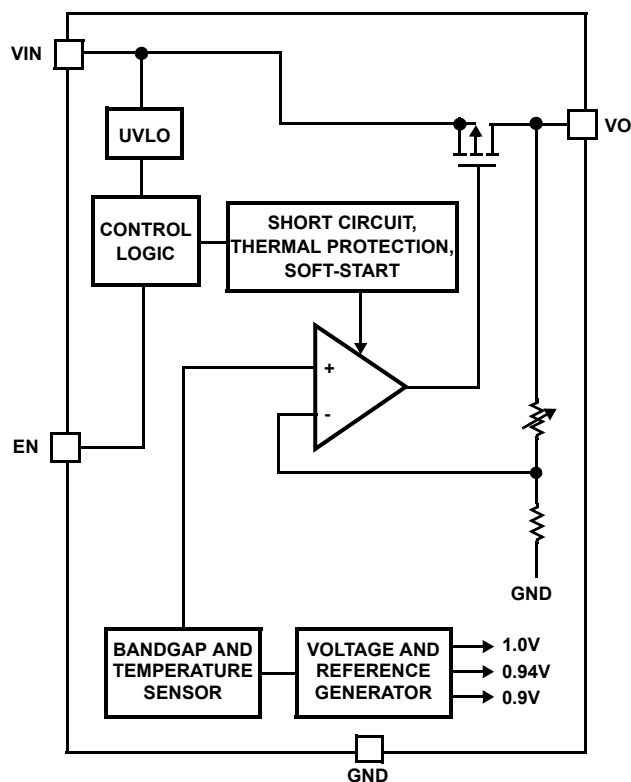 VIN
UVLO
VO
CONTROL
LOGIC
SHORT CIRCUIT,
THERMAL PROTECTION,
SOFT-START
+
-
EN
GND
BANDGAP AND
TEMPERATURE
SENSOR
VOLTAGE AND
REFERENCE
GENERATOR
1.0V
0.94V
0.9V
GND